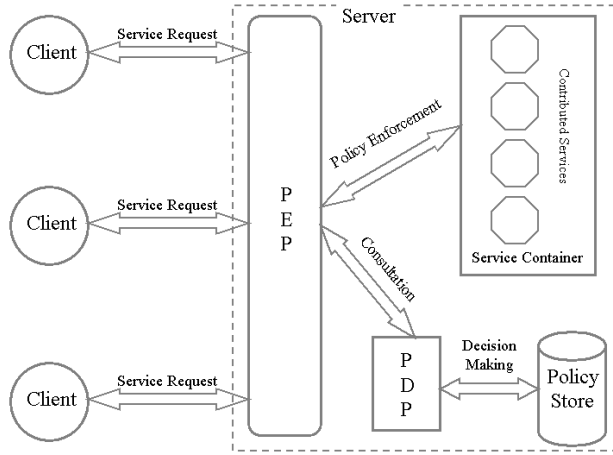 Server
Client
Service Request
Client
Service Request
Client
Service Request
P
E
P
Policy Enforcement
Consultation
Contributed Services
Service Container
P
D
P
Decision
Making
Policy
Store